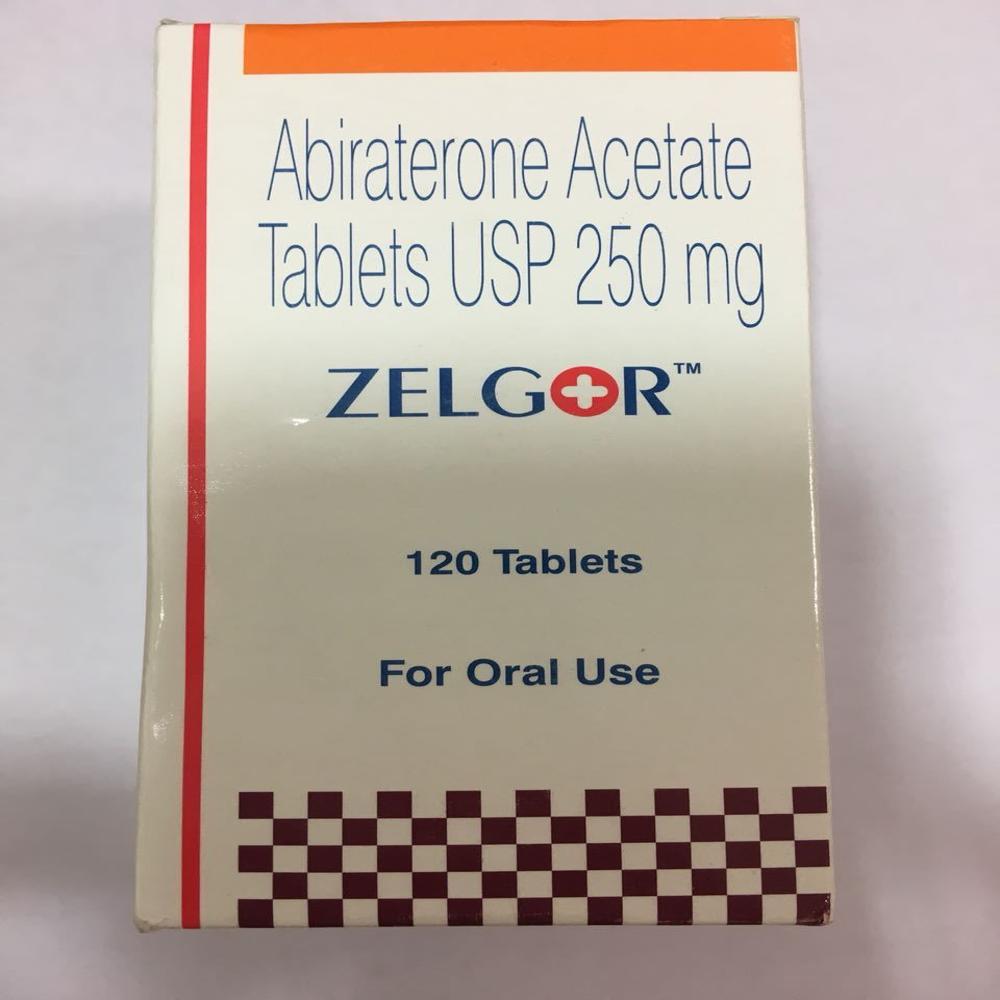 Abiraterone Acetate
Tablets USP 250 mg
ZELGOR™
120 Tablets
For Oral Use